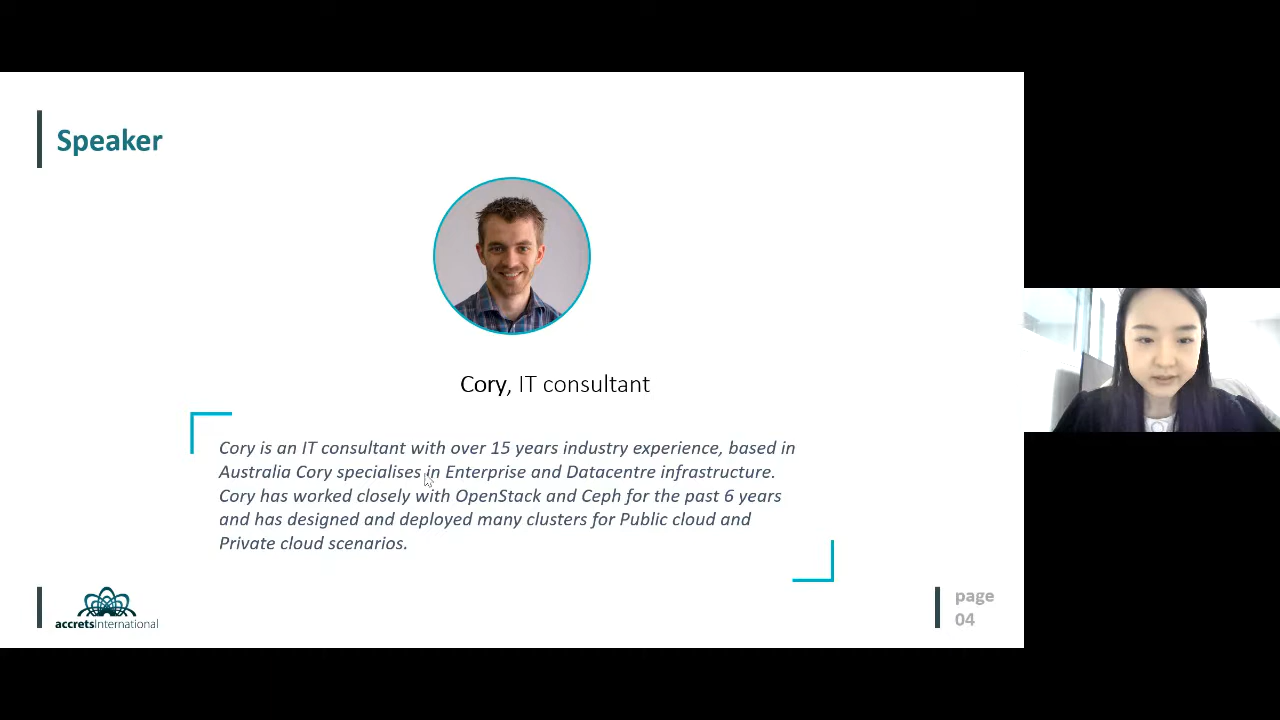 Speaker
Cory, IT consultant
Cory is an IT consultant with over 15 years industry experience, based in
Australia Cory specialises in Enterprise and Datacentre infrastructure.
Cory has worked closely with OpenStack and Ceph for the past 6 years
and has designed and deployed many clusters for Public cloud and
Private cloud scenarios.
accretsInternational
page
04